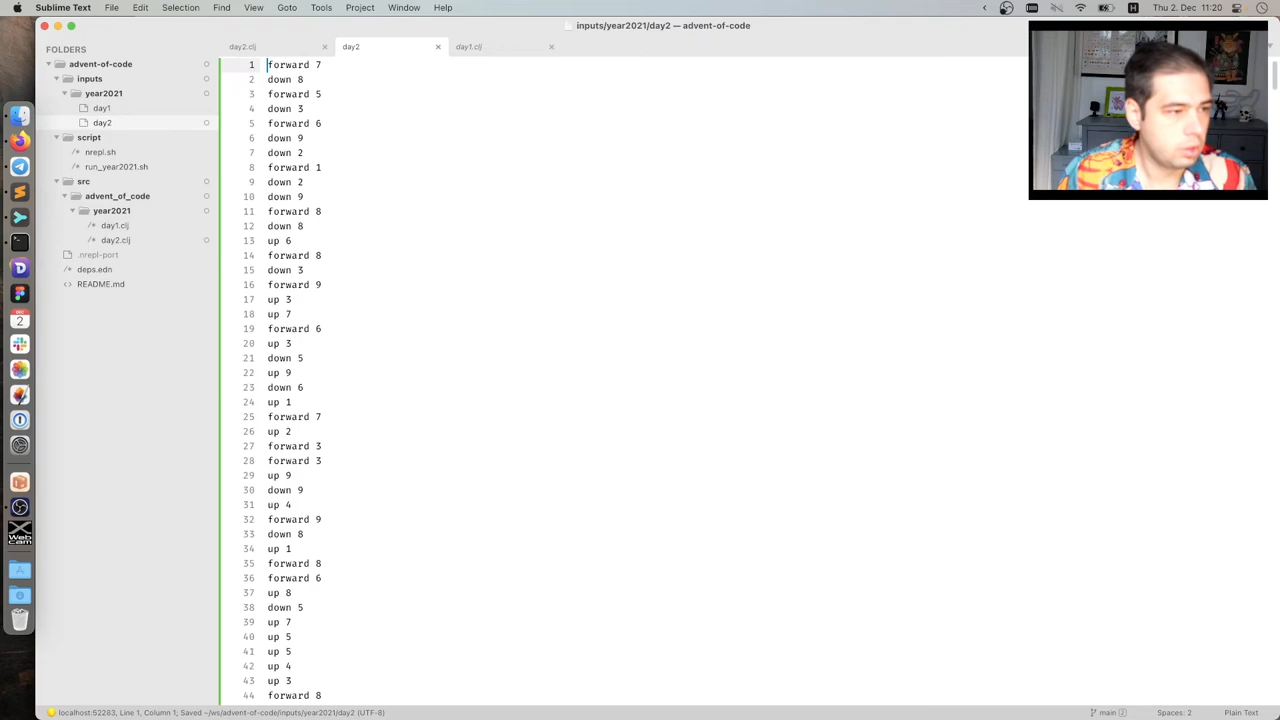 Sublime Text File Edit Selection Find View Goto Tools Project Window Help
Thu 2. Dec 11:20
inputs/year2021/day2 — advent-of-code
FOLDERS
advent-of-code
inputs
year2021
day1
day2
script
nrepl.sh
run_year2021.sh
src
advent_of_code
year2021
day1.clj
day2.clj
.nrepl-port
deps.edn
README.md
day2.clj
day2
day1.clj
1 forward 7
2 down 8
3 forward 5
4 down 3
5 forward 6
6 down 9
7 down 2
8 forward 1
9 down 2
10 down 9
11 forward 8
12 down 8
13 up 6
14 forward 8
15 down 3
16 forward 9
17 up 3
18 up 7
19 forward 6
20 up 3
21 down 5
22 up 9
23 down 6
24 up 1
25 forward 7
26 up 2
27 forward 3
28 forward 3
29 up 9
30 down 9
31 up 4
32 forward 9
33 down 8
34 up 1
35 forward 8
36 forward 6
37 up 8
38 down 5
39 up 7
40 up 5
41 up 5
42 up 4
43 up 3
44 forward 8
DEC
2
X
Web
Cam
localhost:52283, Line 1, Column 1; Saved ~/ws/advent-of-code/inputs/year2021/day2 (UTF-8)
main 2
Spaces: 2
Plain Text